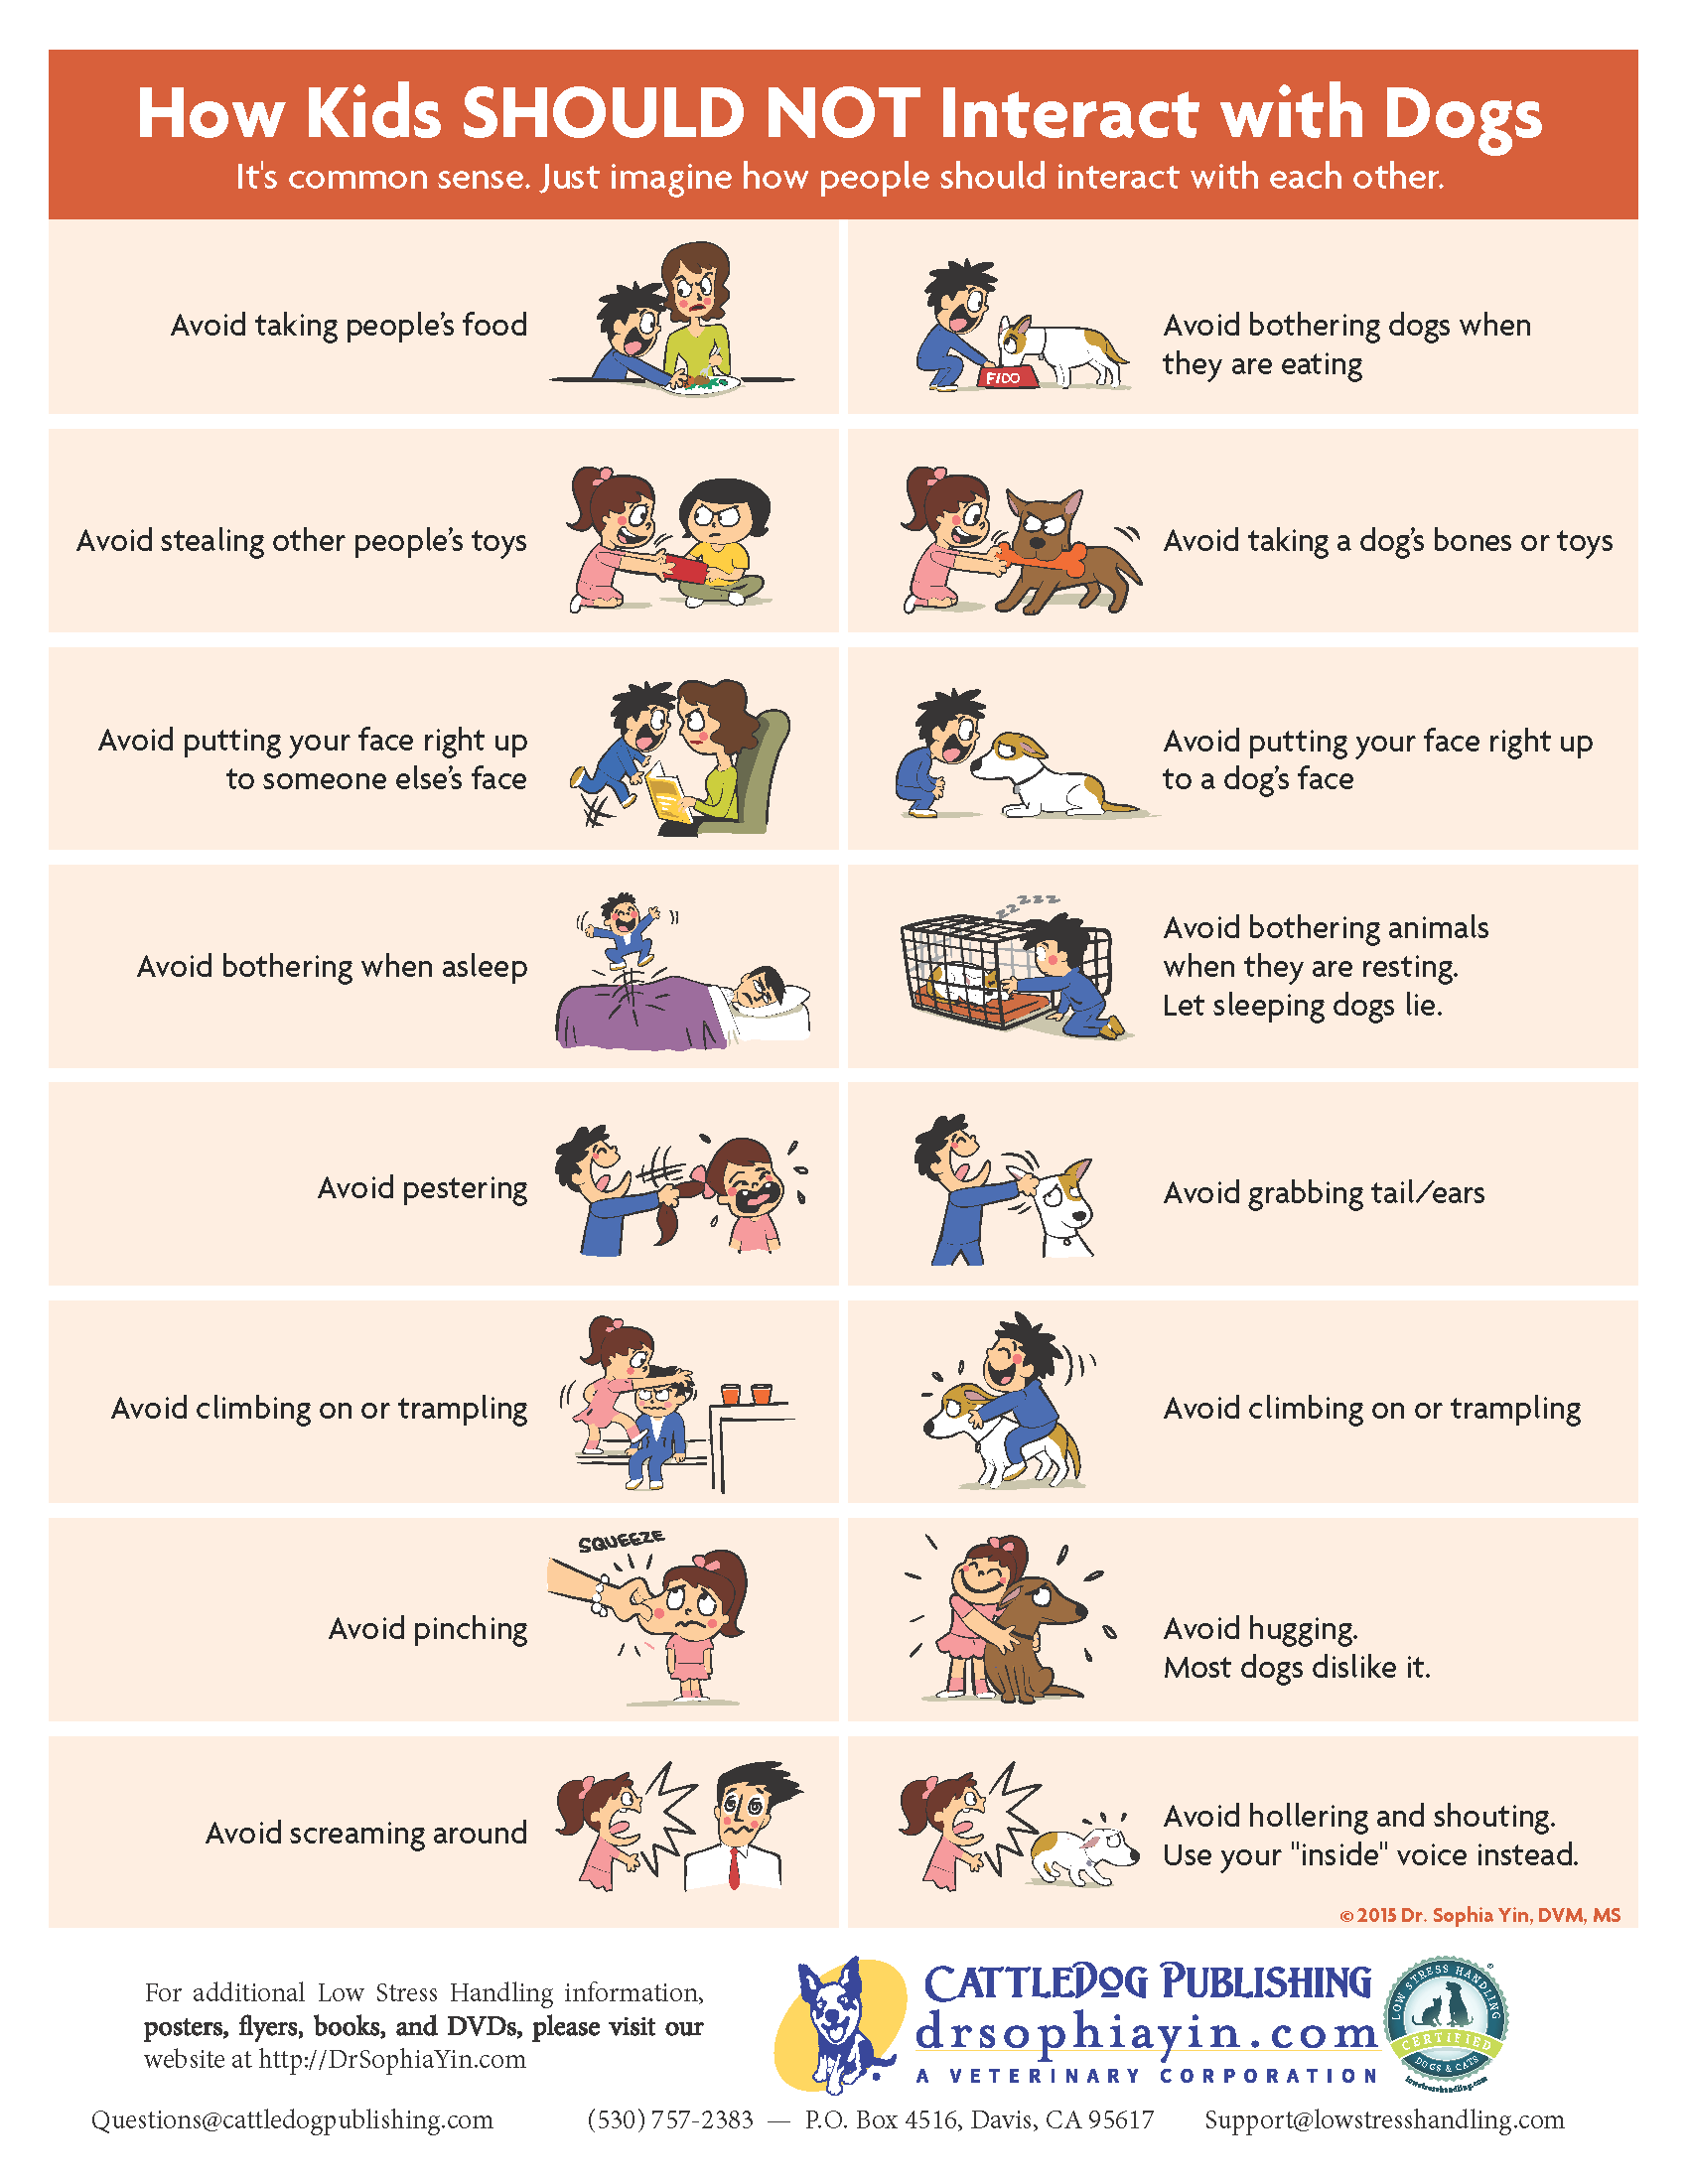 How Kids SHOULD NOT Interact with Dogs
It's common sense. Just imagine how people should interact with each other.
Avoid taking people's food
FIDO
Avoid bothering dogs when
they are eating
Avoid stealing other people's toys
Avoid taking a dog's bones or toys
Avoid putting your face right up
to someone else's face
Avoid putting your face right up
to a dog's face
Avoid bothering when asleep
zzzzz
Avoid bothering animals
when they are resting.
Let sleeping dogs lie.
Avoid pestering
Avoid grabbing tail/ears
Avoid climbing on or trampling
Avoid climbing on or trampling
SQUEEZE
Avoid pinching
Avoid hugging.
Most dogs dislike it.
Avoid screaming around
Avoid hollering and shouting.
Use your "inside" voice instead.
© 2015 Dr. Sophia Yin, DVM, MS
For additional Low Stress Handling information,
posters, flyers, books, and DVDs, please visit our
website at http://DrSophiaYin.com
CATTLEDOG PUBLISHING
drsophiayin.com
A VETERINARY CORPORATION
LOW STRESS HANDLING
®
CERTIFIED
DOGS & CATS
lowstresshandling.com
Questions@cattledogpublishing.com
(530) 757-2383 — P.O. Box 4516, Davis, CA 95617
Support@lowstresshandling.com